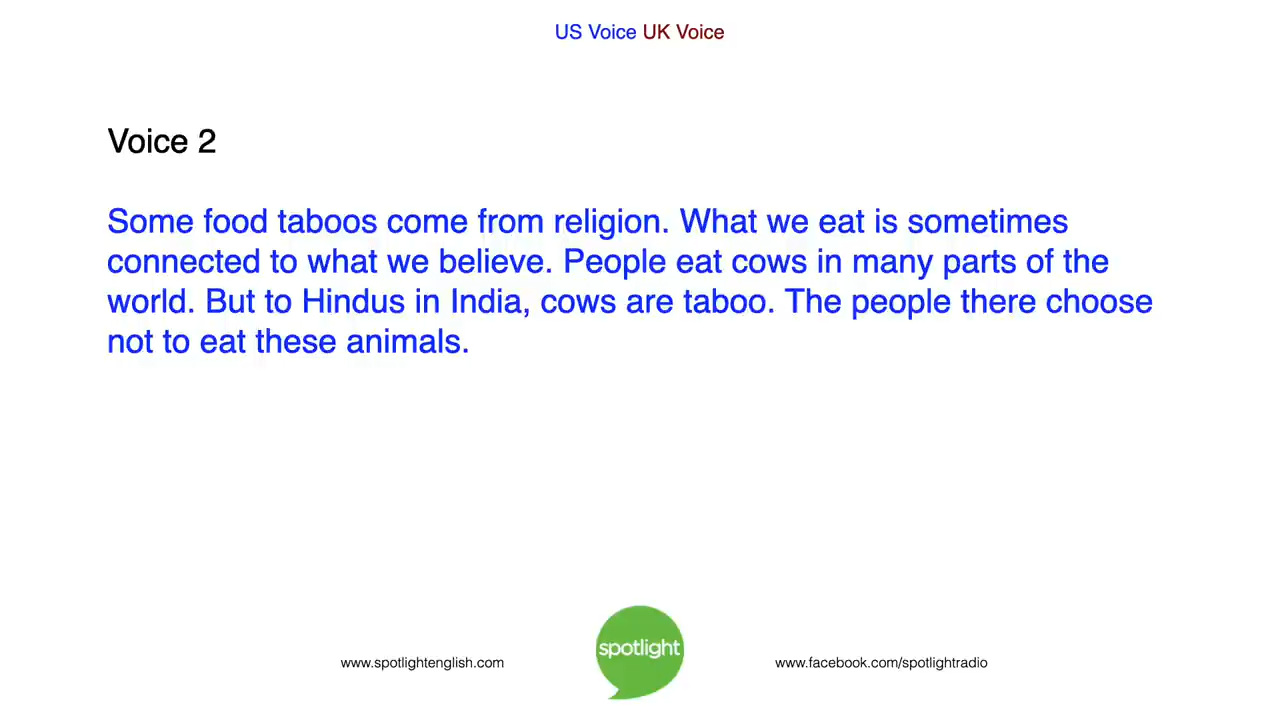 US Voice UK Voice
Voice 2
Some food taboos come from religion. What we eat is sometimes
connected to what we believe. People eat cows in many parts of the
world. But to Hindus in India, cows are taboo. The people there choose
not to eat these animals.
spotlight
www.spotlightenglish.com
www.facebook.com/spotlightradio